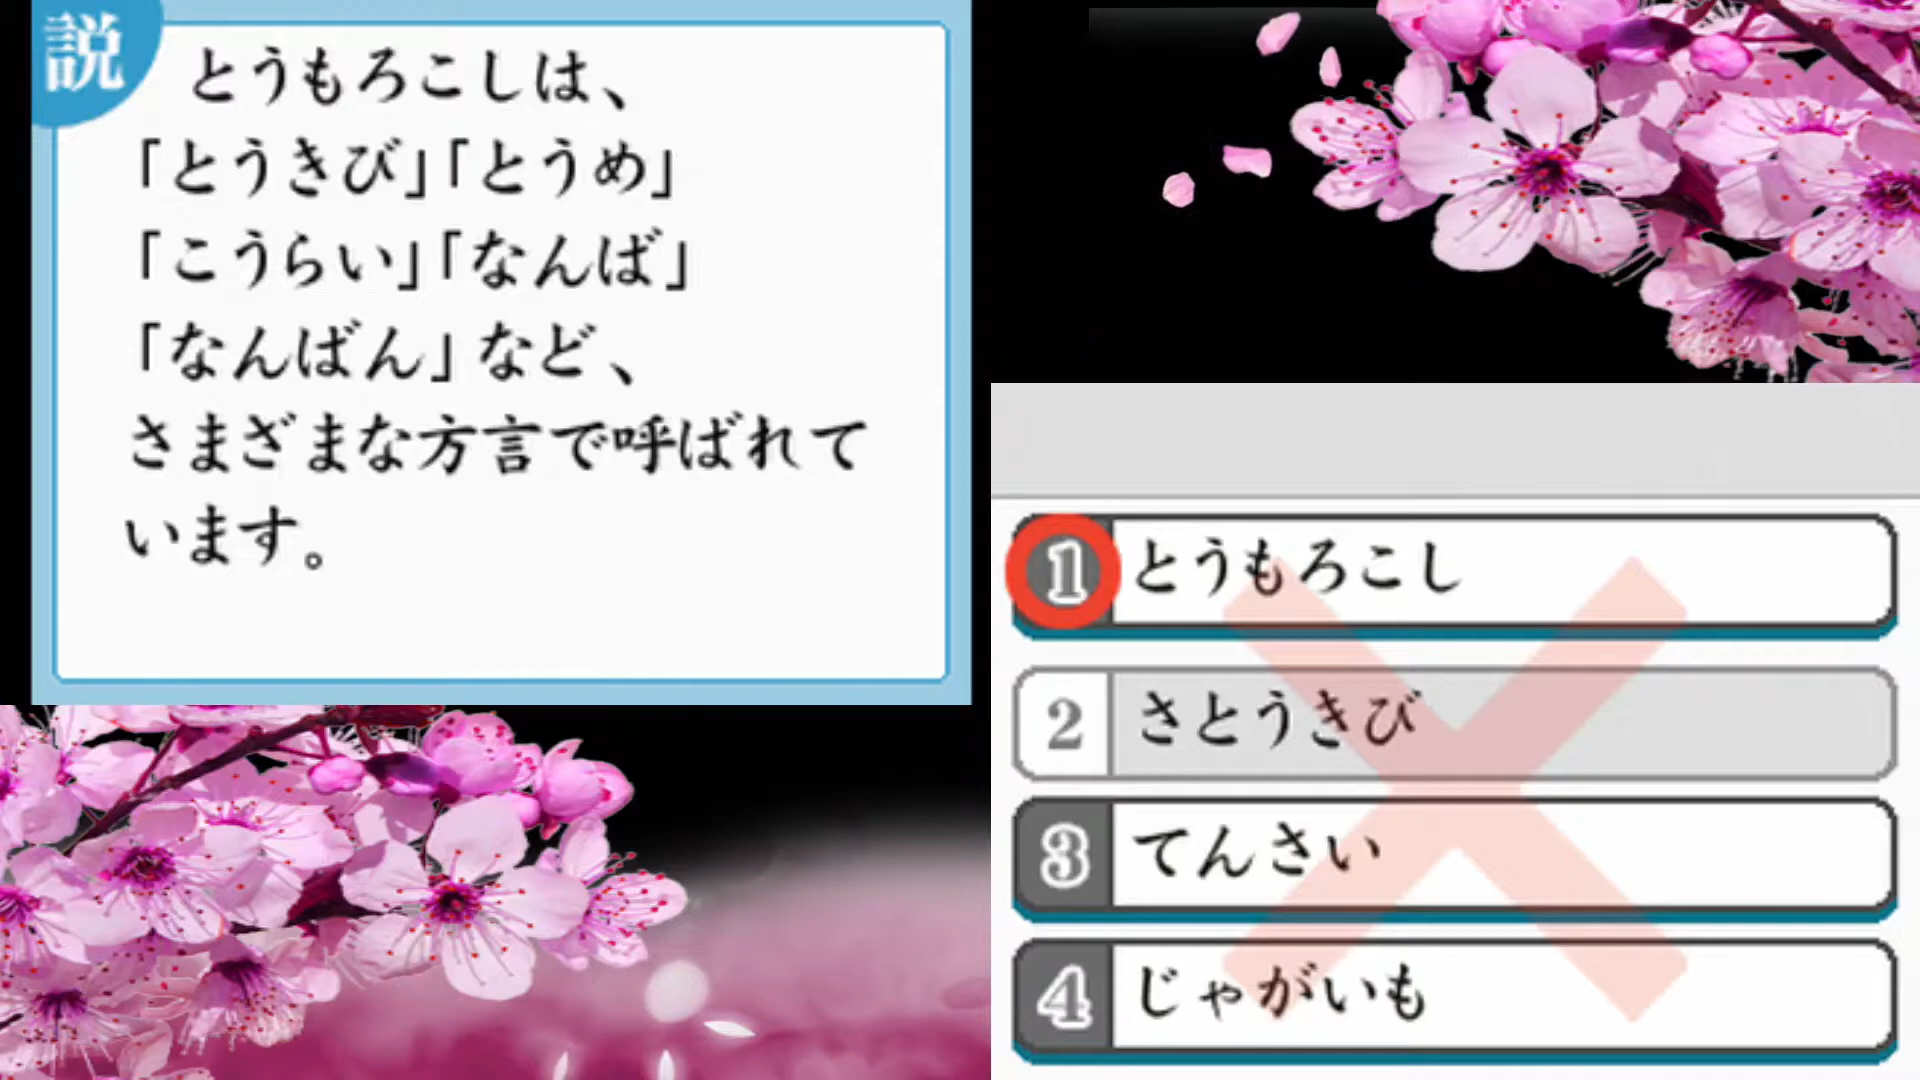 説
とうもろこしは、
「とうきび」「とうめ」
「こうらい」「なんば」
「なんばん」など、
さまざまな方言で呼ばれて
います。
1 とうもろこし
2 さとうきび
3 てんさい
4 じゃがいも